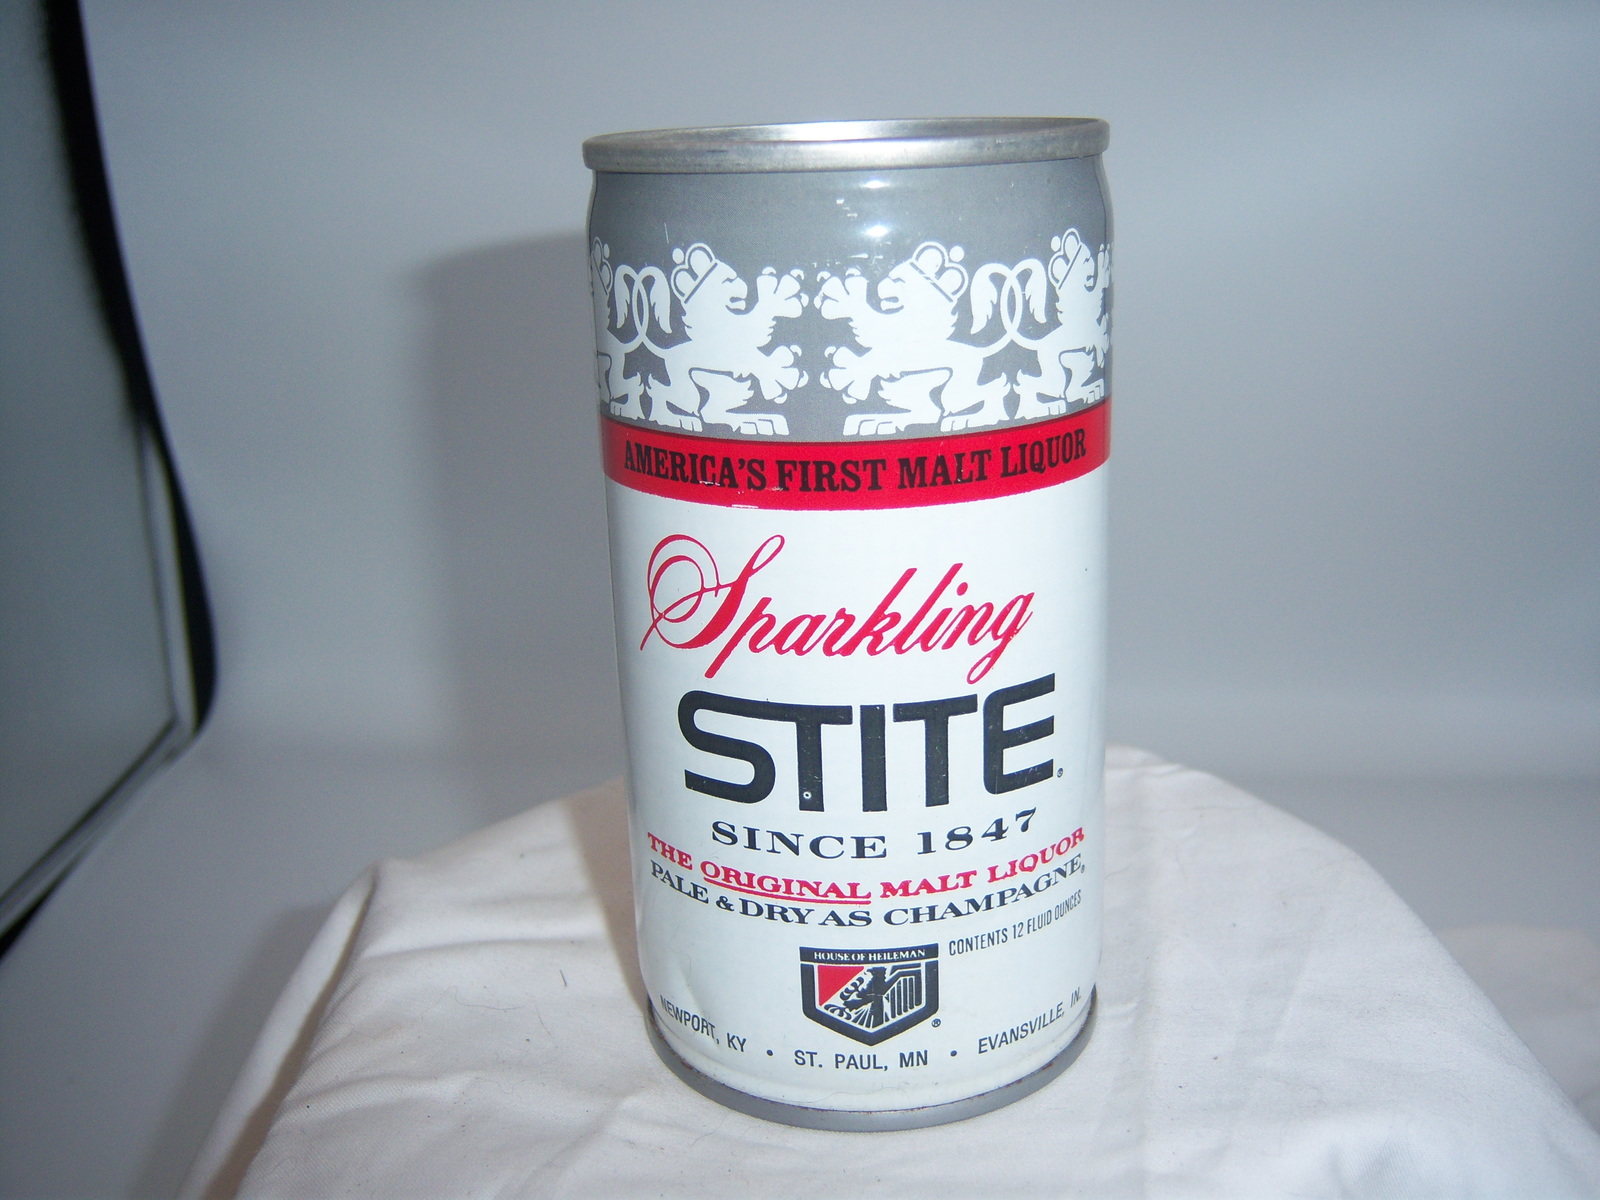 AMERICA'S FIRST MALT LIQUOR
Sparkling
STITE®
SINCE 1847
THE ORIGINAL MALT LIQUOR
PALE & DRY AS CHAMPAGNE®
CONTENTS 12 FLUID OUNCES
HOUSE OF HEILEMAN
®
NEWPORT, KY • ST. PAUL, MN • EVANSVILLE, IN.